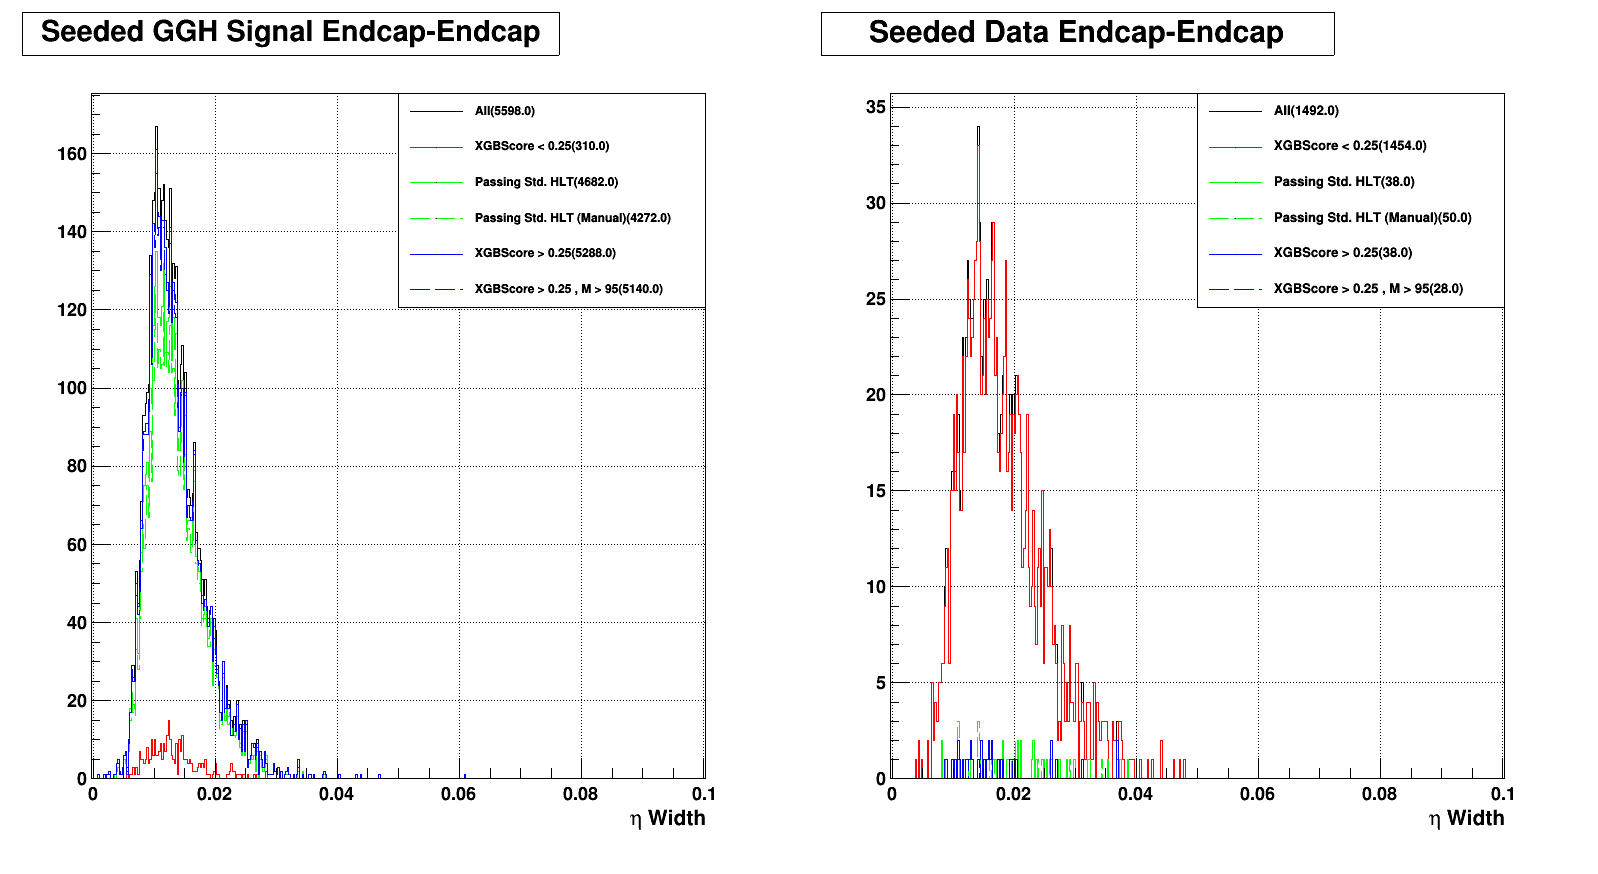 Seeded GGH Signal Endcap-Endcap
All(5598.0)
XGBScore < 0.25(310.0)
Passing Std. HLT(4682.0)
Passing Std. HLT (Manual)(4272.0)
XGBScore > 0.25(5288.0)
XGBScore > 0.25 , M > 95(5140.0)
160
140
120
100
80
60
40
20
0
0 0.02 0.04 0.06 0.08 0.1
η Width
Seeded Data Endcap-Endcap
All(1492.0)
XGBScore < 0.25(1454.0)
Passing Std. HLT(38.0)
Passing Std. HLT (Manual)(50.0)
XGBScore > 0.25(38.0)
XGBScore > 0.25 , M > 95(28.0)
35
30
25
20
15
10
5
0
0 0.02 0.04 0.06 0.08 0.1
η Width